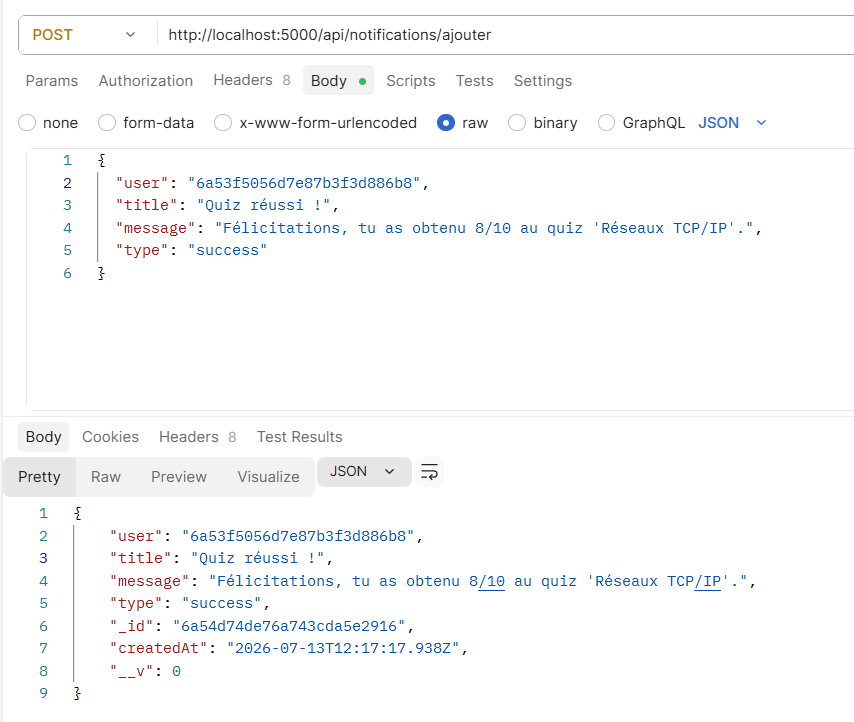 POST http://localhost:5000/api/notifications/ajouter
Params Authorization Headers 8 Body Scripts Tests Settings
none form-data x-www-form-urlencoded raw binary GraphQL JSON
1 {
2 "user": "6a53f5056d7e87b3f3d886b8",
3 "title": "Quiz réussi !",
4 "message": "Félicitations, tu as obtenu 8/10 au quiz 'Réseaux TCP/IP'.",
5 "type": "success"
6 }
Body Cookies Headers 8 Test Results
Pretty Raw Preview Visualize JSON
1 {
2 "user": "6a53f5056d7e87b3f3d886b8",
3 "title": "Quiz réussi !",
4 "message": "Félicitations, tu as obtenu 8/10 au quiz 'Réseaux TCP/IP'.",
5 "type": "success",
6 "_id": "6a54d74de76a743cda5e2916",
7 "createdAt": "2026-07-13T12:17:17.938Z",
8 "__v": 0
9 }